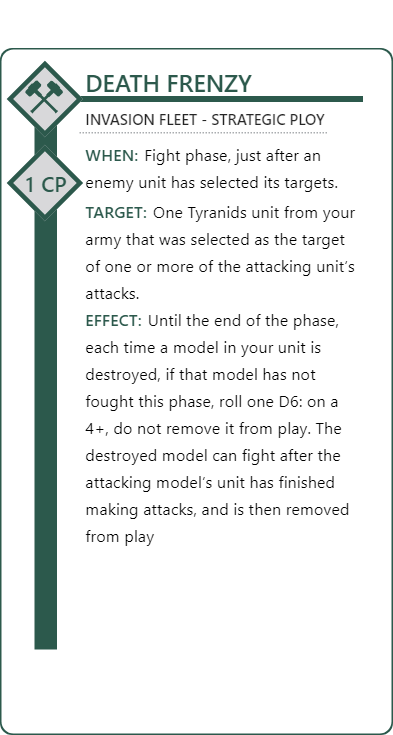 DEATH FRENZY
INVASION FLEET - STRATEGIC PLOY
1 CP
WHEN: Fight phase, just after an
enemy unit has selected its targets.
TARGET: One Tyranids unit from your
army that was selected as the target
of one or more of the attacking unit’s
attacks.
EFFECT: Until the end of the phase,
each time a model in your unit is
destroyed, if that model has not
fought this phase, roll one D6: on a
4+, do not remove it from play. The
destroyed model can fight after the
attacking model’s unit has finished
making attacks, and is then removed
from play